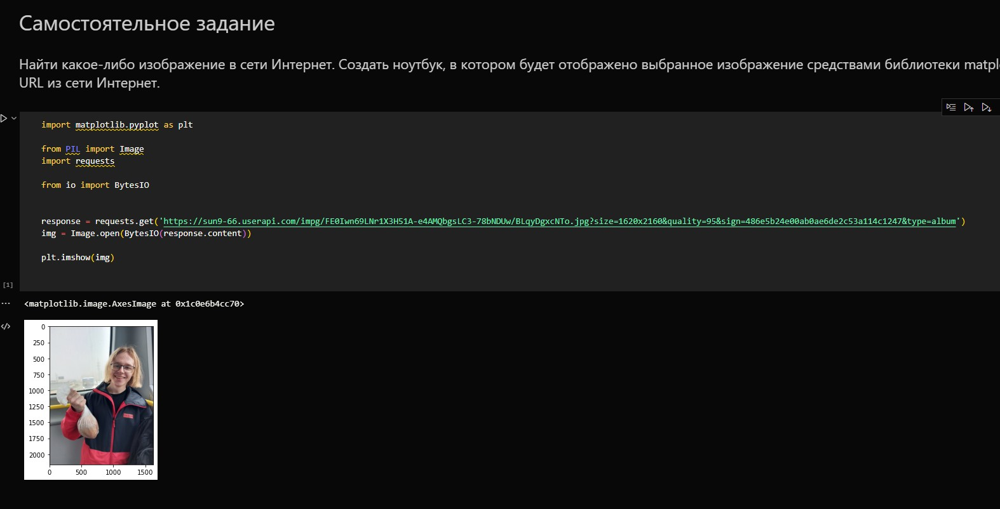 Самостоятельное задание
Найти какое-либо изображение в сети Интернет. Создать ноутбук, в котором будет отображено выбранное изображение средствами библиотеки
URL из сети Интернет.
import matplotlib.pyplot as plt
from PIL import Image
import requests
from io import BytesIO
response = requests.get('https://sun9-66.userapi.com/impg/FE0Iwn69LNr1X3H51A-e4AMQbgsLC3-78bNDUw/BLqyDgxcNTo.jpg?size=1620x2160&quality=95&sign=486e5b24e00ab0ae6de2c53a114c1247&type=album')
img = Image.open(BytesIO(response.content))
plt.imshow(img)
[1]
<matplotlib.image.AxesImage at 0x1c0e6b4cc70>
0
250
500
750
1000
1250
1500
1750
2000
0 500 1000 1500